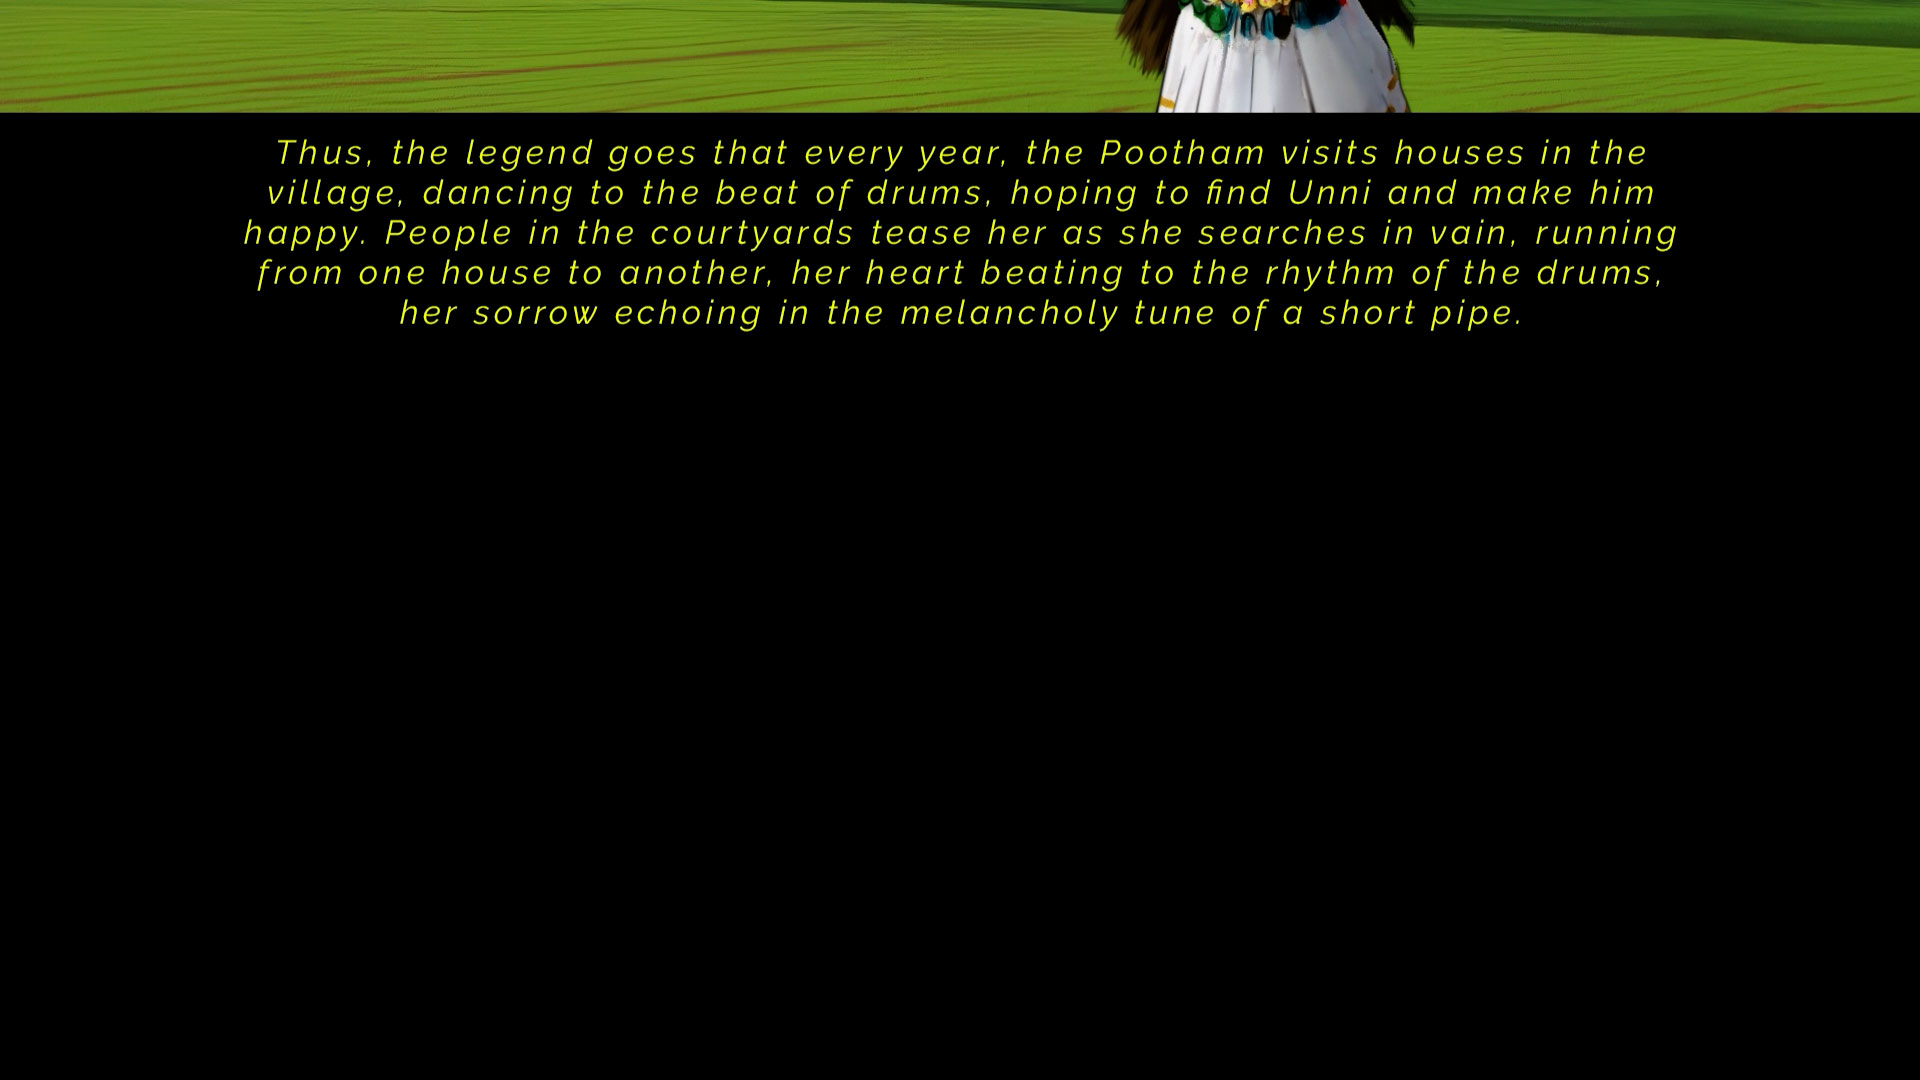 Thus, the legend goes that every year, the Pootham visits houses in the
village, dancing to the beat of drums, hoping to find Unni and make him
happy. People in the courtyards tease her as she searches in vain, running
from one house to another, her heart beating to the rhythm of the drums,
her sorrow echoing in the melancholy tune of a short pipe.